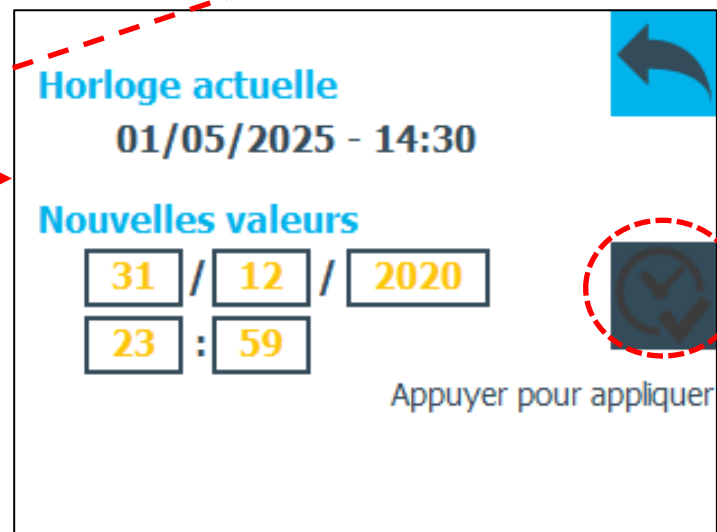 Horloge actuelle
01/05/2025 - 14:30
Nouvelles valeurs
31 / 12 / 2020
23 : 59
Appuyer pour appliquer